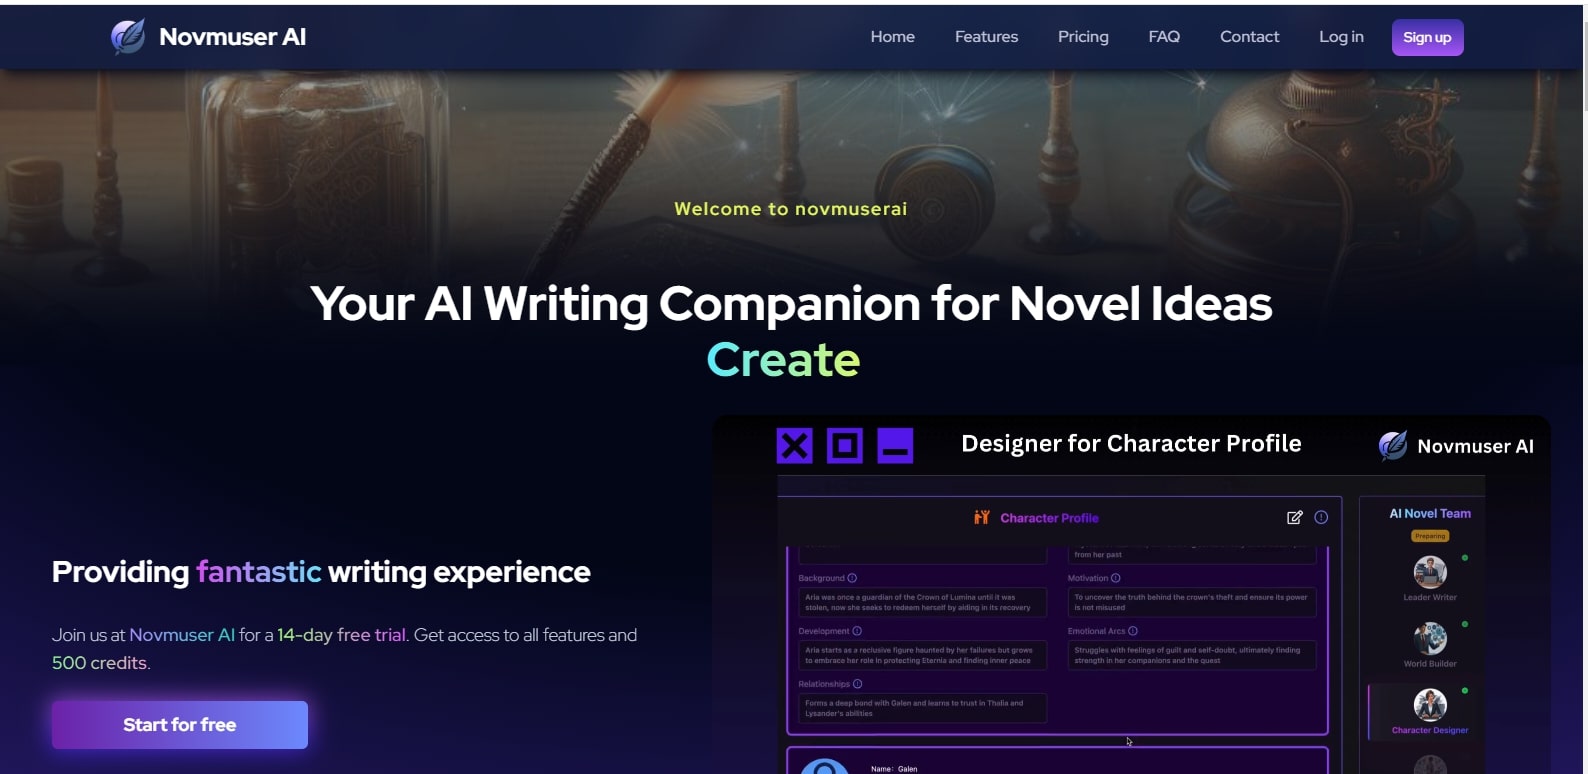 Novmuser AI
Home Features Pricing FAQ Contact Log in Sign up
Welcome to novmuserai
Your AI Writing Companion for Novel Ideas
Create
Designer for Character Profile
Novmuser AI
Character Profile
AI Novel Team
Preparing
from her past
Leader Writer
Background
Motivation
Aria was once a guardian of the Crown of Lumina until it was
stolen, now she seeks to redeem herself by aiding in its recovery
To uncover the truth behind the crown's theft and ensure its power
is not misused
Development
Emotional Arcs
Aria starts as a reclusive figure haunted by her failures but grows
to embrace her role in protecting Eternia and finding inner peace
Struggles with feelings of guilt and self-doubt, ultimately finding
strength in her companions and the quest
World Builder
Relationships
Forms a deep bond with Galen and learns to trust in Thalia and
Lysander's abilities
Character Designer
Name: Galen
Providing fantastic writing experience
Join us at Novmuser AI for a 14-day free trial. Get access to all features and
500 credits.
Start for free